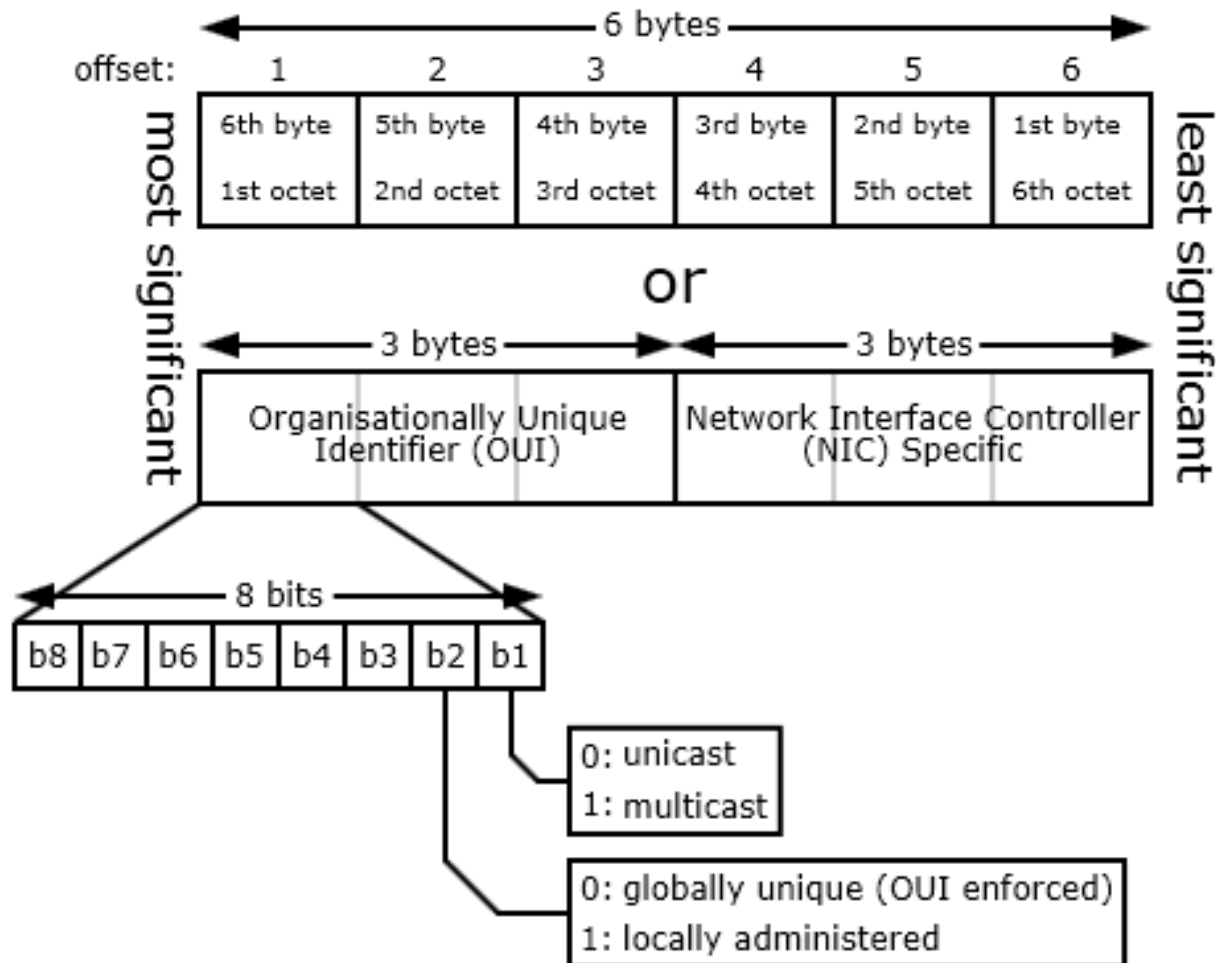 6 bytes
offset: 1 2 3 4 5 6
most significant
6th byte 5th byte 4th byte 3rd byte 2nd byte 1st byte
1st octet 2nd octet 3rd octet 4th octet 5th octet 6th octet
least significant
or
3 bytes 3 bytes
Organisationally Unique
Identifier (OUI)
Network Interface Controller
(NIC) Specific
8 bits
b8 b7 b6 b5 b4 b3 b2 b1
0: unicast
1: multicast
0: globally unique (OUI enforced)
1: locally administered